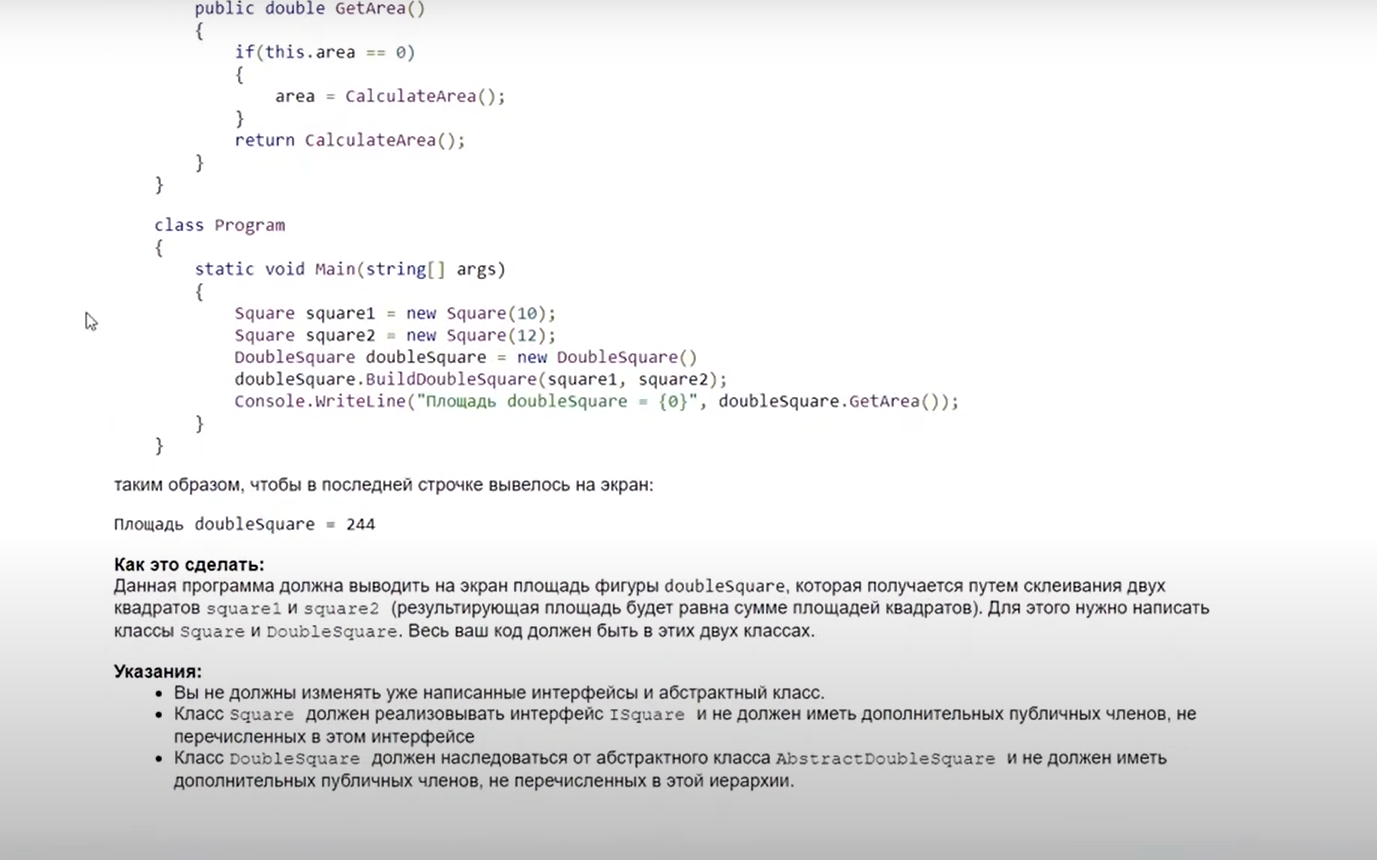 public double GetArea()
{
if(this.area == 0)
{
area = CalculateArea();
}
return CalculateArea();
}
}
class Program
{
static void Main(string[] args)
{
Square square1 = new Square(10);
Square square2 = new Square(12);
DoubleSquare doubleSquare = new DoubleSquare()
doubleSquare.BuildDoubleSquare(square1, square2);
Console.WriteLine("Площадь doubleSquare = {0}", doubleSquare.GetArea());
}
}
таким образом, чтобы в последней строчке вывелось на экран:
Площадь doubleSquare = 244
Как это сделать:
Данная программа должна выводить на экран площадь фигуры doubleSquare, которая получается путем склеивания двух
квадратов square1 и square2 (результирующая площадь будет равна сумме площадей квадратов). Для этого нужно написать
классы Square и DoubleSquare. Весь ваш код должен быть в этих двух классах.
Указания:
• Вы не должны изменять уже написанные интерфейсы и абстрактный класс.
• Класс Square должен реализовывать интерфейс ISquare и не должен иметь дополнительных публичных членов, не
перечисленных в этом интерфейсе
• Класс DoubleSquare должен наследоваться от абстрактного класса AbstractDoubleSquare и не должен иметь
дополнительных публичных членов, не перечисленных в этой иерархии.